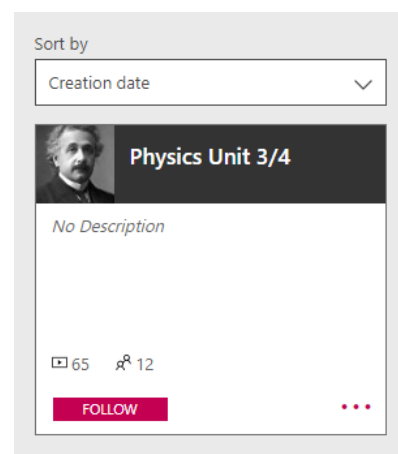 Sort by
Creation date
Physics Unit 3/4
No Description
65 12
FOLLOW